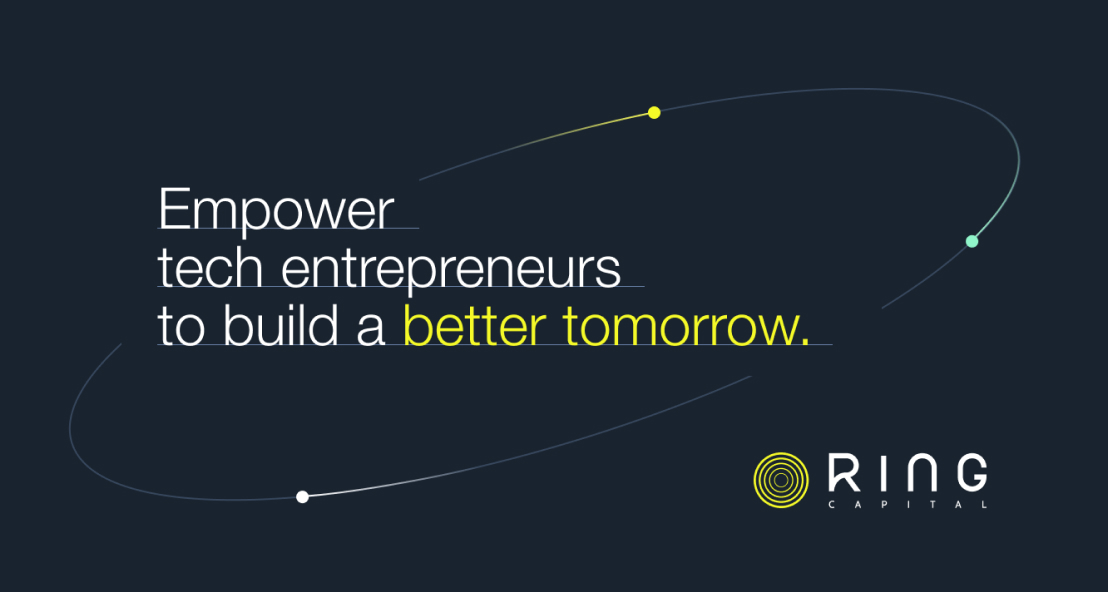 Empower
tech entrepreneurs
to build a better tomorrow.
RING
CAPITAL